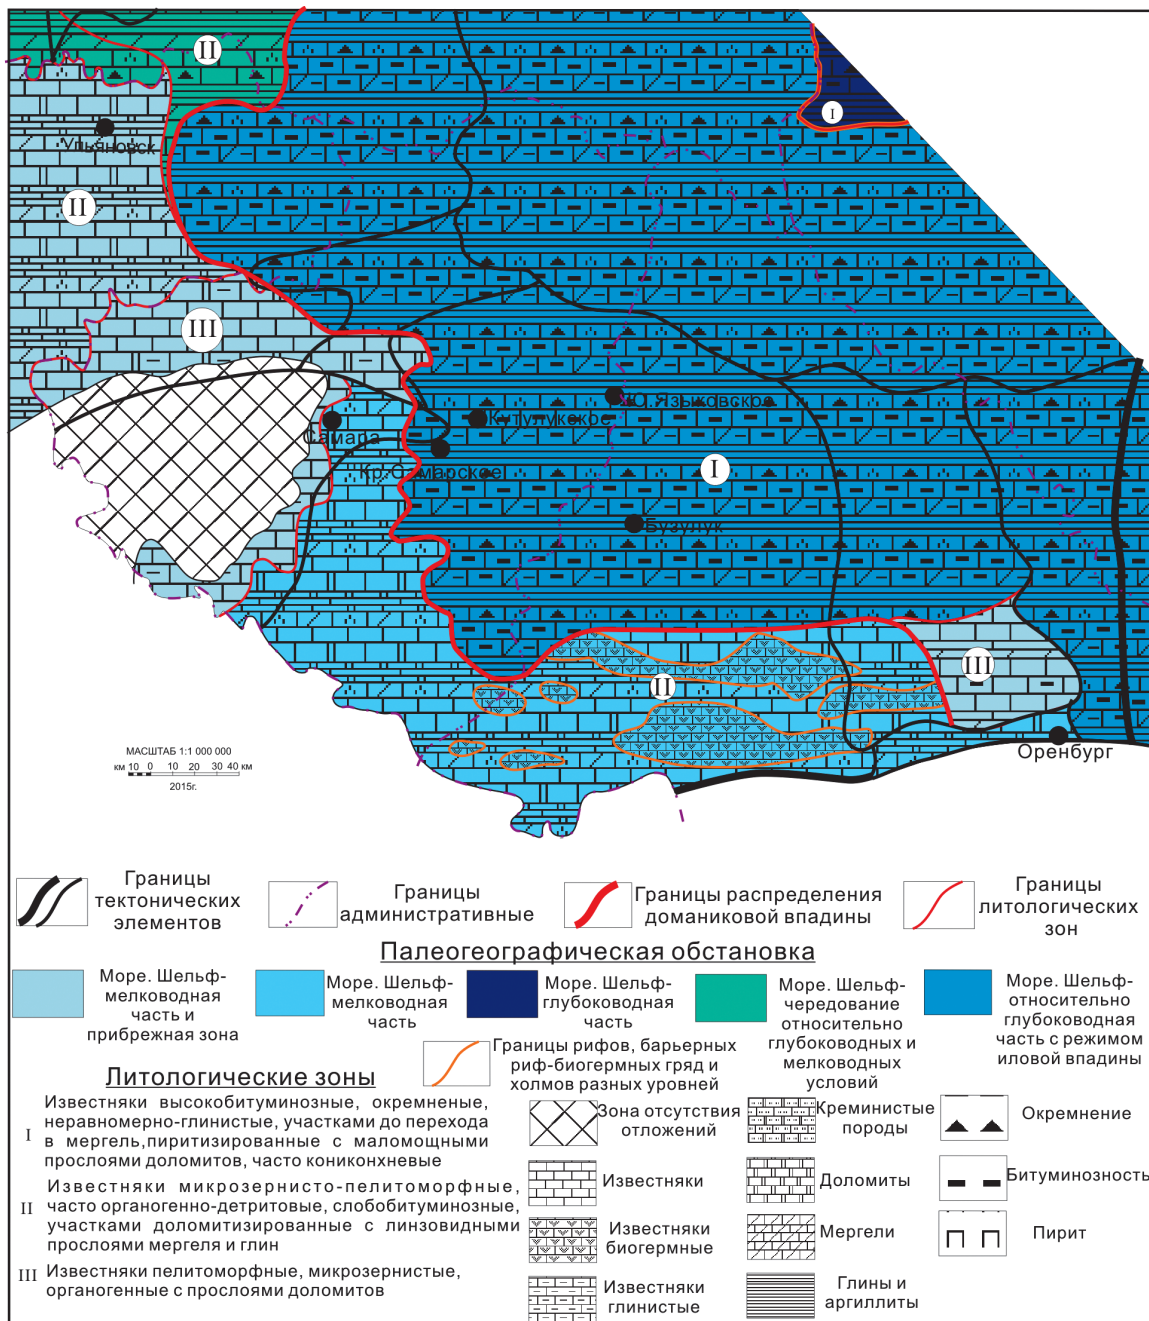 II
I
Ульяновск
II
III
Ю.Языковское
Кутулукское
Самара
Кр.Самарское
I
Бузулук
III
II
Оренбург
МАСШТАБ 1:1 000 000
км 10 0 10 20 30 40 км
2015г.
Границы
тектонических
элементов
Границы
административные
Границы распределения
доманиковой впадины
Границы
литологических
зон
Палеогеографическая обстановка
Море. Шельф-
мелководная
часть и
прибрежная зона
Море. Шельф-
мелководная
часть
Море. Шельф-
глубоководная
часть
Море. Шельф-
чередование
относительно
глубоководных и
мелководных
условий
Море. Шельф-
относительно
глубоководная
часть с режимом
иловой впадины
Границы рифов, барьерных
риф-биогермных гряд и
холмов разных уровней
Литологические зоны
I
Известняки высокобитуминозные, окремненые,
неравномерно-глинистые, участками до перехода
в мергель,пиритизированные с маломощными
прослоями доломитов, часто кониконхневые
II
Известняки микрозернисто-пелитоморфные,
часто органогенно-детритовые, слобобитуминозные,
участками доломитизированные с линзовидными
прослоями мергеля и глин
III
Известняки пелитоморфные, микрозернистые,
органогенные с прослоями доломитов
Зона отсутствия
отложений
Известняки
Известняки
биогермные
Известняки
глинистые
Креминистые
породы
Доломиты
Мергели
Глины и
аргиллиты
Окремнение
Битуминозность
Пирит